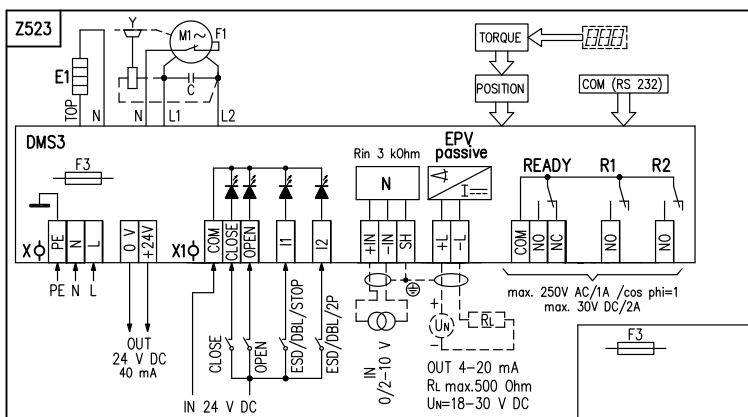 Z523
Y
M1~
F1
E1
TOP
N
N
L1
C
L2
TORQUE
POSITION
COM (RS 232)
DMS3
F3
Rin 3 kOhm
N
EPV
passive
I
READY
R1
R2
X
PE
N
L
0 V
+24V
X1
COM
CLOSE
OPEN
I1
I2
+IN
-IN
SH
+L
-L
COM
NO
NC
NO
NO
PE
N
L
OUT
24 V DC
40 mA
CLOSE
OPEN
ESD/DBL/STOP
ESD/DBL/2P
IN 24 V DC
IN
0/2-10 V
+
UN
-
RL
OUT 4-20 mA
RL max.500 Ohm
UN=18-30 V DC
max. 250V AC/1A /cos phi=1
max. 30V DC/2A
F3